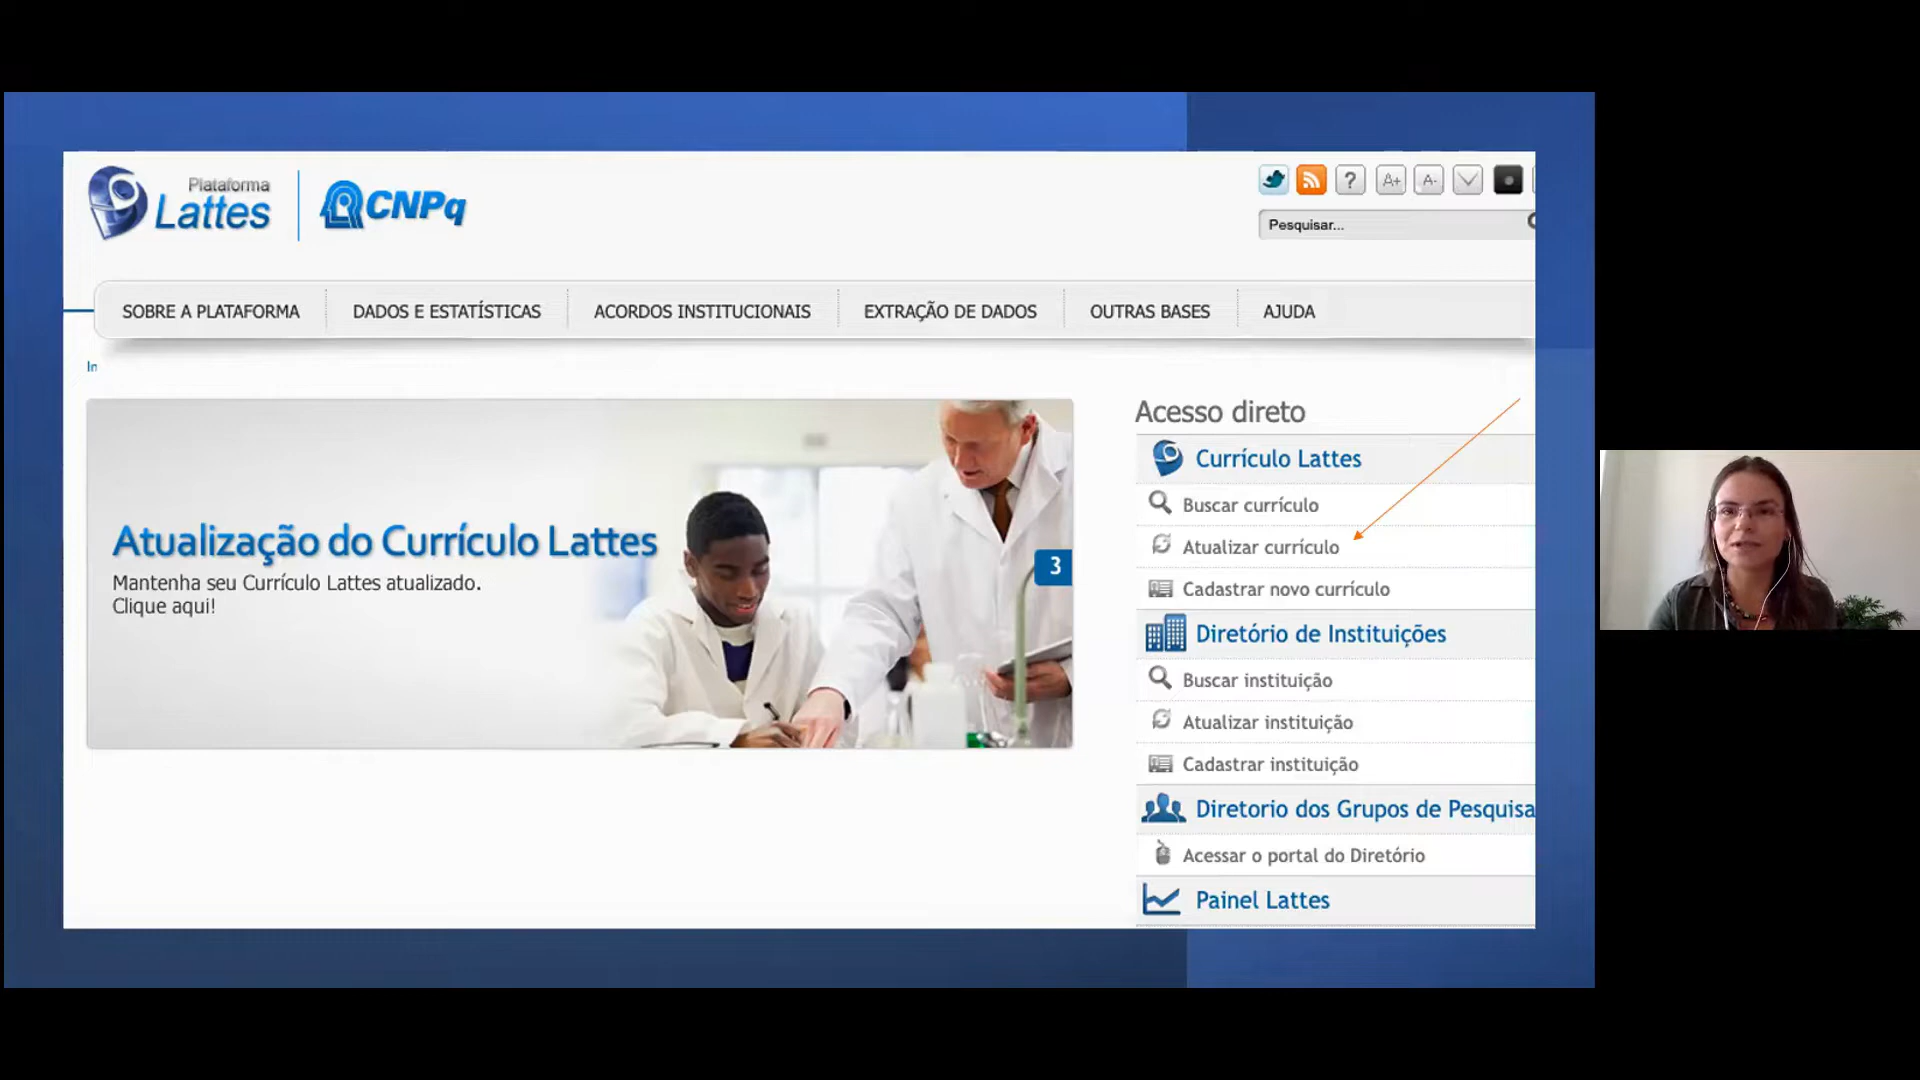 Plataforma
Lattes
CNPq
A+
A-
Pesquisar...
SOBRE A PLATAFORMA
DADOS E ESTATÍSTICAS
ACORDOS INSTITUCIONAIS
EXTRAÇÃO DE DADOS
OUTRAS BASES
AJUDA
In
Atualização do Currículo Lattes
Mantenha seu Currículo Lattes atualizado.
Clique aqui!
3
Acesso direto
Currículo Lattes
Buscar currículo
Atualizar currículo
Cadastrar novo currículo
Diretório de Instituições
Buscar instituição
Atualizar instituição
Cadastrar instituição
Diretorio dos Grupos de Pesquisa
Acessar o portal do Diretório
Painel Lattes